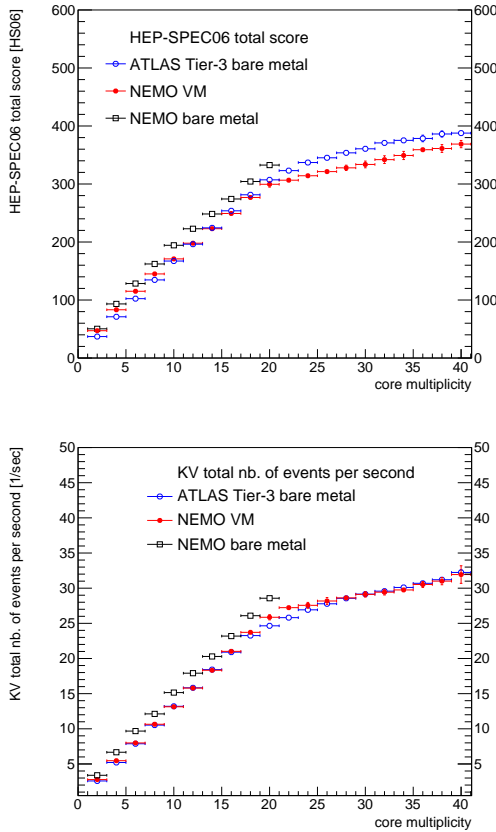 HEP-SPEC06 total score [HS06]
600
600
500
500
400
400
300
300
200
200
100
100
0
0
HEP-SPEC06 total score
ATLAS Tier-3 bare metal
NEMO VM
NEMO bare metal
0 5 10 15 20 25 30 35 40
core multiplicity
KV total nb. of events per second [1/sec]
50
50
45
45
40
40
35
35
30
30
25
25
20
20
15
15
10
10
5
5
KV total nb. of events per second
ATLAS Tier-3 bare metal
NEMO VM
NEMO bare metal
0 5 10 15 20 25 30 35 40
core multiplicity